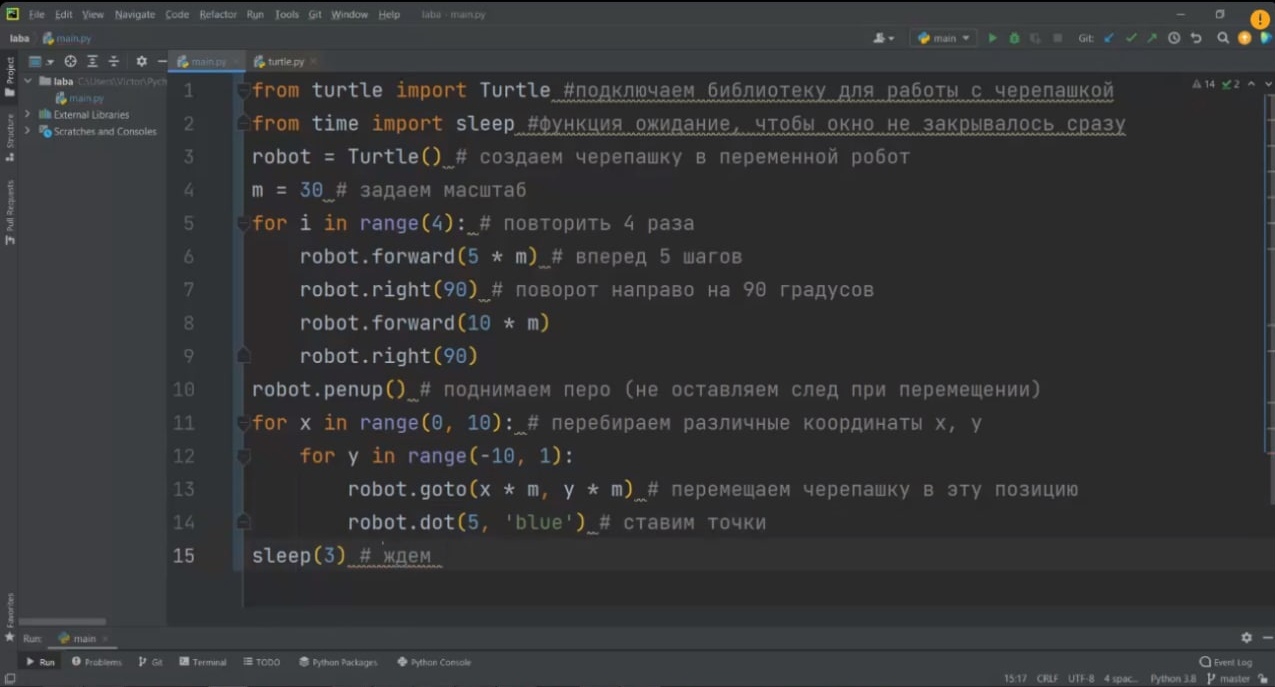 File Edit View Navigate Code Refactor Run Tools Git Window Help laba - main.py
laba main.py main Git:
Project
main.py turtle.py
laba C:\Users\Victor\Pych
main.py
External Libraries
Scratches and Consoles
Structure
Pull Requests
Favorites
14 2
1 from turtle import Turtle #подключаем библиотеку для работы с черепашкой
2 from time import sleep #функция ожидание, чтобы окно не закрывалось сразу
3 robot = Turtle() # создаем черепашку в переменной робот
4 m = 30 # задаем масштаб
5 for i in range(4): # повторить 4 раза
6 robot.forward(5 * m) # вперед 5 шагов
7 robot.right(90) # поворот направо на 90 градусов
8 robot.forward(10 * m)
9 robot.right(90)
10 robot.penup() # поднимаем перо (не оставляем след при перемещении)
11 for x in range(0, 10): # перебираем различные координаты x, y
12 for y in range(-10, 1):
13 robot.goto(x * m, y * m) # перемещаем черепашку в эту позицию
14 robot.dot(5, 'blue') # ставим точки
15 sleep(3) # ждем
Run: main
Run Problems Git Terminal TODO Python Packages Python Console Event Log
15:17 CRLF UTF-8 4 spac... Python 3.8 master